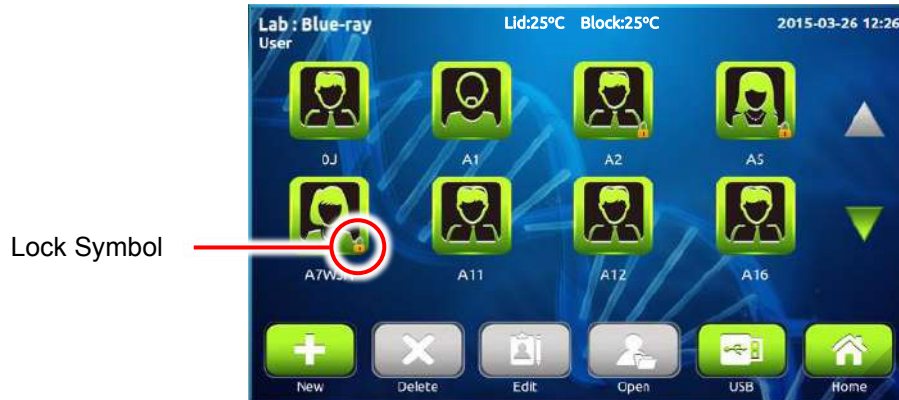 Lab : Blue-ray Lid:25°C Block:25°C 2015-03-26 12:26
User
0J A1 A2 A5
Lock Symbol
A11 A12 A16
New Delete Edit Open USB Home